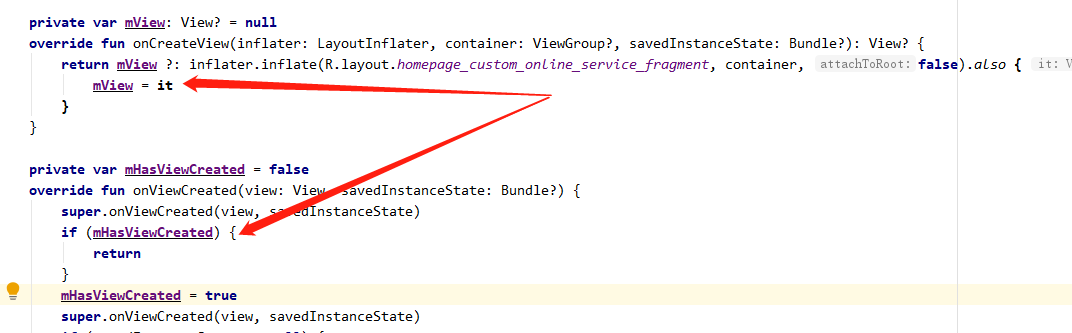 private var mView: View? = null
override fun onCreateView(inflater: LayoutInflater, container: ViewGroup?, savedInstanceState: Bundle?): View? {
return mView ?: inflater.inflate(R.layout.homepage_custom_online_service_fragment, container, attachToRoot: false).also { it: V
mView = it
}
}
private var mHasViewCreated = false
override fun onViewCreated(view: View, savedInstanceState: Bundle?) {
super.onViewCreated(view, savedInstanceState)
if (mHasViewCreated) {
return
}
mHasViewCreated = true
super.onViewCreated(view, savedInstanceState)